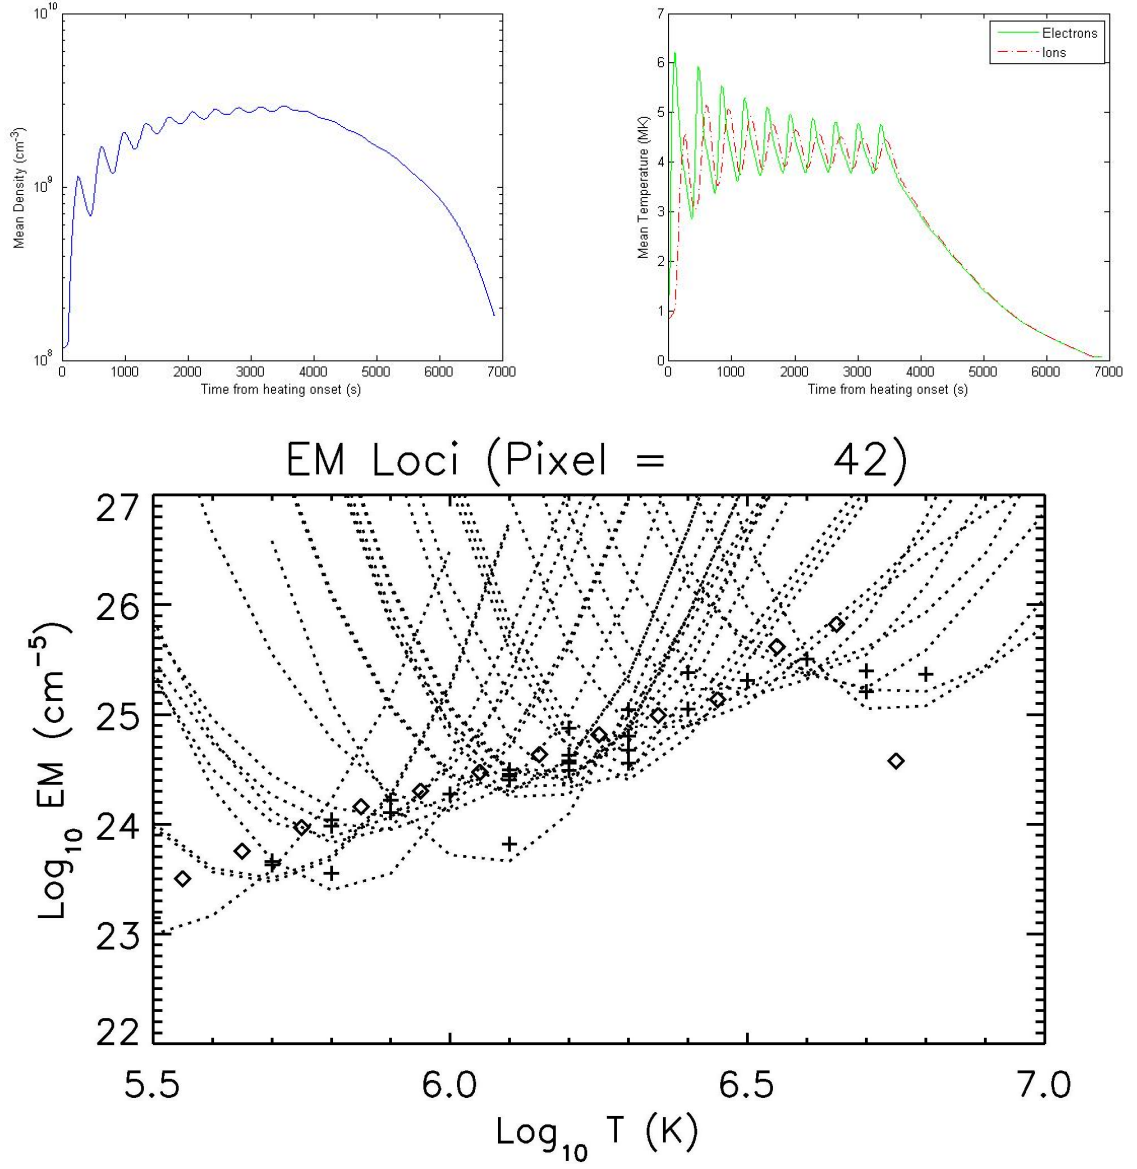 10^10
10^9
10^8
Mean Density (cm^-3)
0 1000 2000 3000 4000 5000 6000 7000
Time from heating onset (s)
7
6
5
4
3
2
1
0
Mean Temperature (MK)
Electrons
Ions
0 1000 2000 3000 4000 5000 6000 7000
Time from heating onset (s)
EM Loci (Pixel = 42)
27
26
25
24
23
22
Log₁₀ EM (cm⁻⁵)
5.5 6.0 6.5 7.0
Log₁₀ T (K)